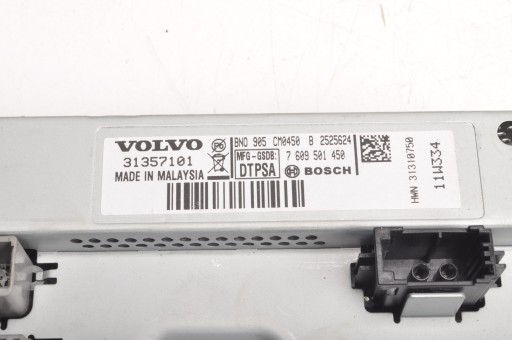 VOLVO
31357101
MADE IN MALAYSIA
BNO 905 CM0450 B 2525624
MFG-GSDB:
DTPSA
7 609 501 450
BOSCH
HWN 31310750
11W334